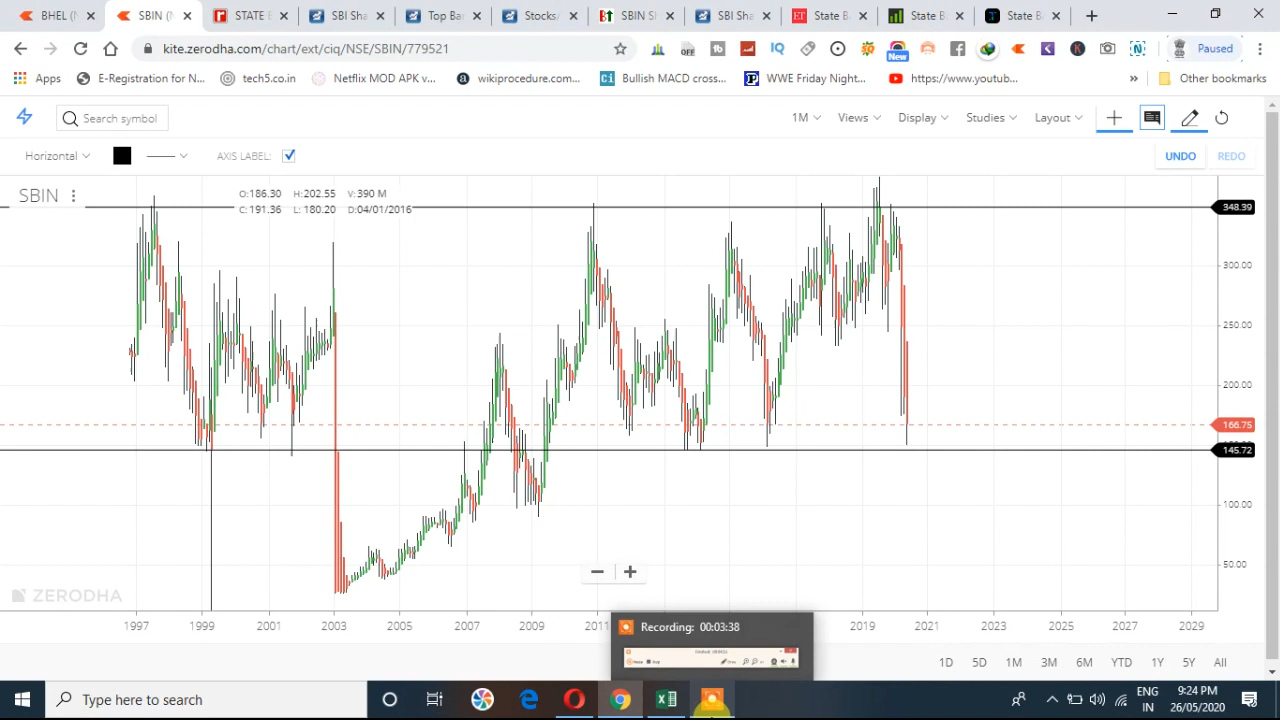 BHEL (N
SBIN (N
STATE E
SBI Sha
Top Ba
Stocks
SBIN S
SBI Sha
State B
State B
State B
kite.zerodha.com/chart/ext/ciq/NSE/SBIN/779521
OFF
IQ
New
Paused
Apps
E-Registration for N...
tech5.co.in
Netflix MOD APK v...
wikiprocedure.com...
Bullish MACD cross...
WWE Friday Night...
https://www.youtub...
»
Other bookmarks
Search symbol
1M
Views
Display
Studies
Layout
Horizontal
AXIS LABEL:
UNDO
REDO
SBIN
O:186.30 H:202.55 V:390 M
C:191.36 L: 180.20 D:04/01/2016
348.39
300.00
250.00
200.00
166.75
145.72
100.00
50.00
ZERODHA
1997
1999
2001
2003
2005
2007
2009
2011
2019
2021
2023
2025
2027
2029
Recording: 00:03:38
1D
5D
1M
3M
6M
YTD
1Y
5Y
All
Type here to search
ENG
IN
9:24 PM
26/05/2020